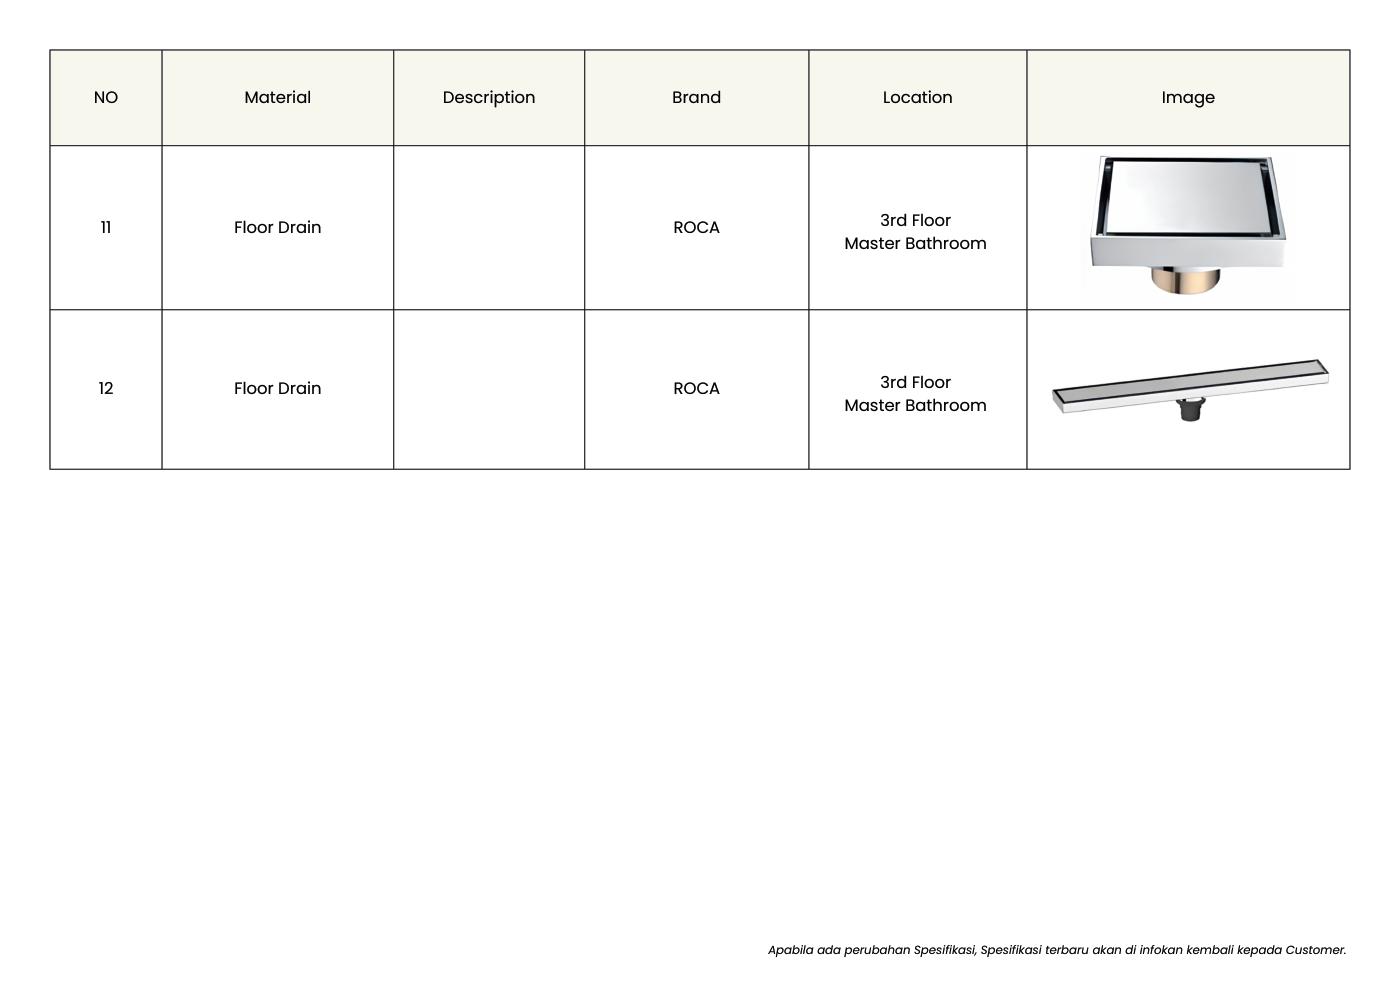 NO Material Description Brand Location Image
11 Floor Drain ROCA 3rd Floor
Master Bathroom
12 Floor Drain ROCA 3rd Floor
Master Bathroom
Apabila ada perubahan Spesifikasi, Spesifikasi terbaru akan di infokan kembali kepada Customer.